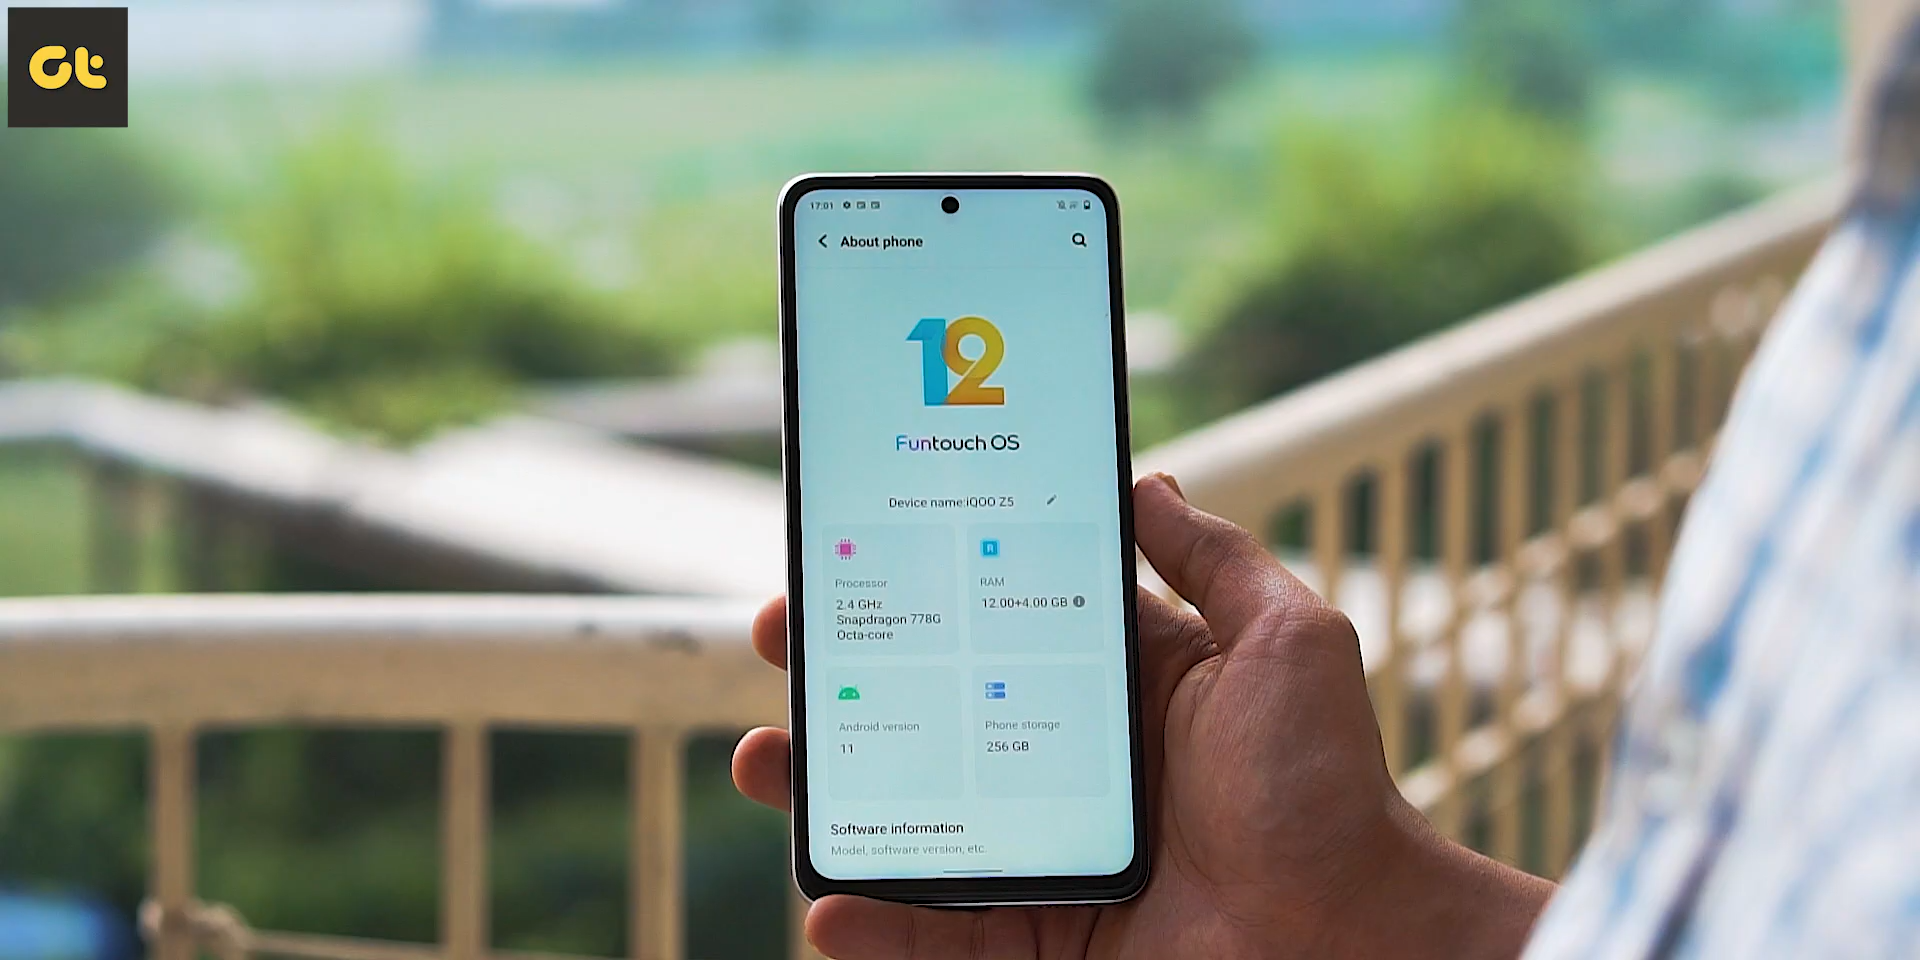 Gt
17:01
About phone
12
Funtouch OS
Device name:iQOO Z5
Processor
2.4 GHz
Snapdragon 778G
Octa-core
R
RAM
12.00+4.00 GB
Android version
11
Phone storage
256 GB
Software information
Model, software version, etc.